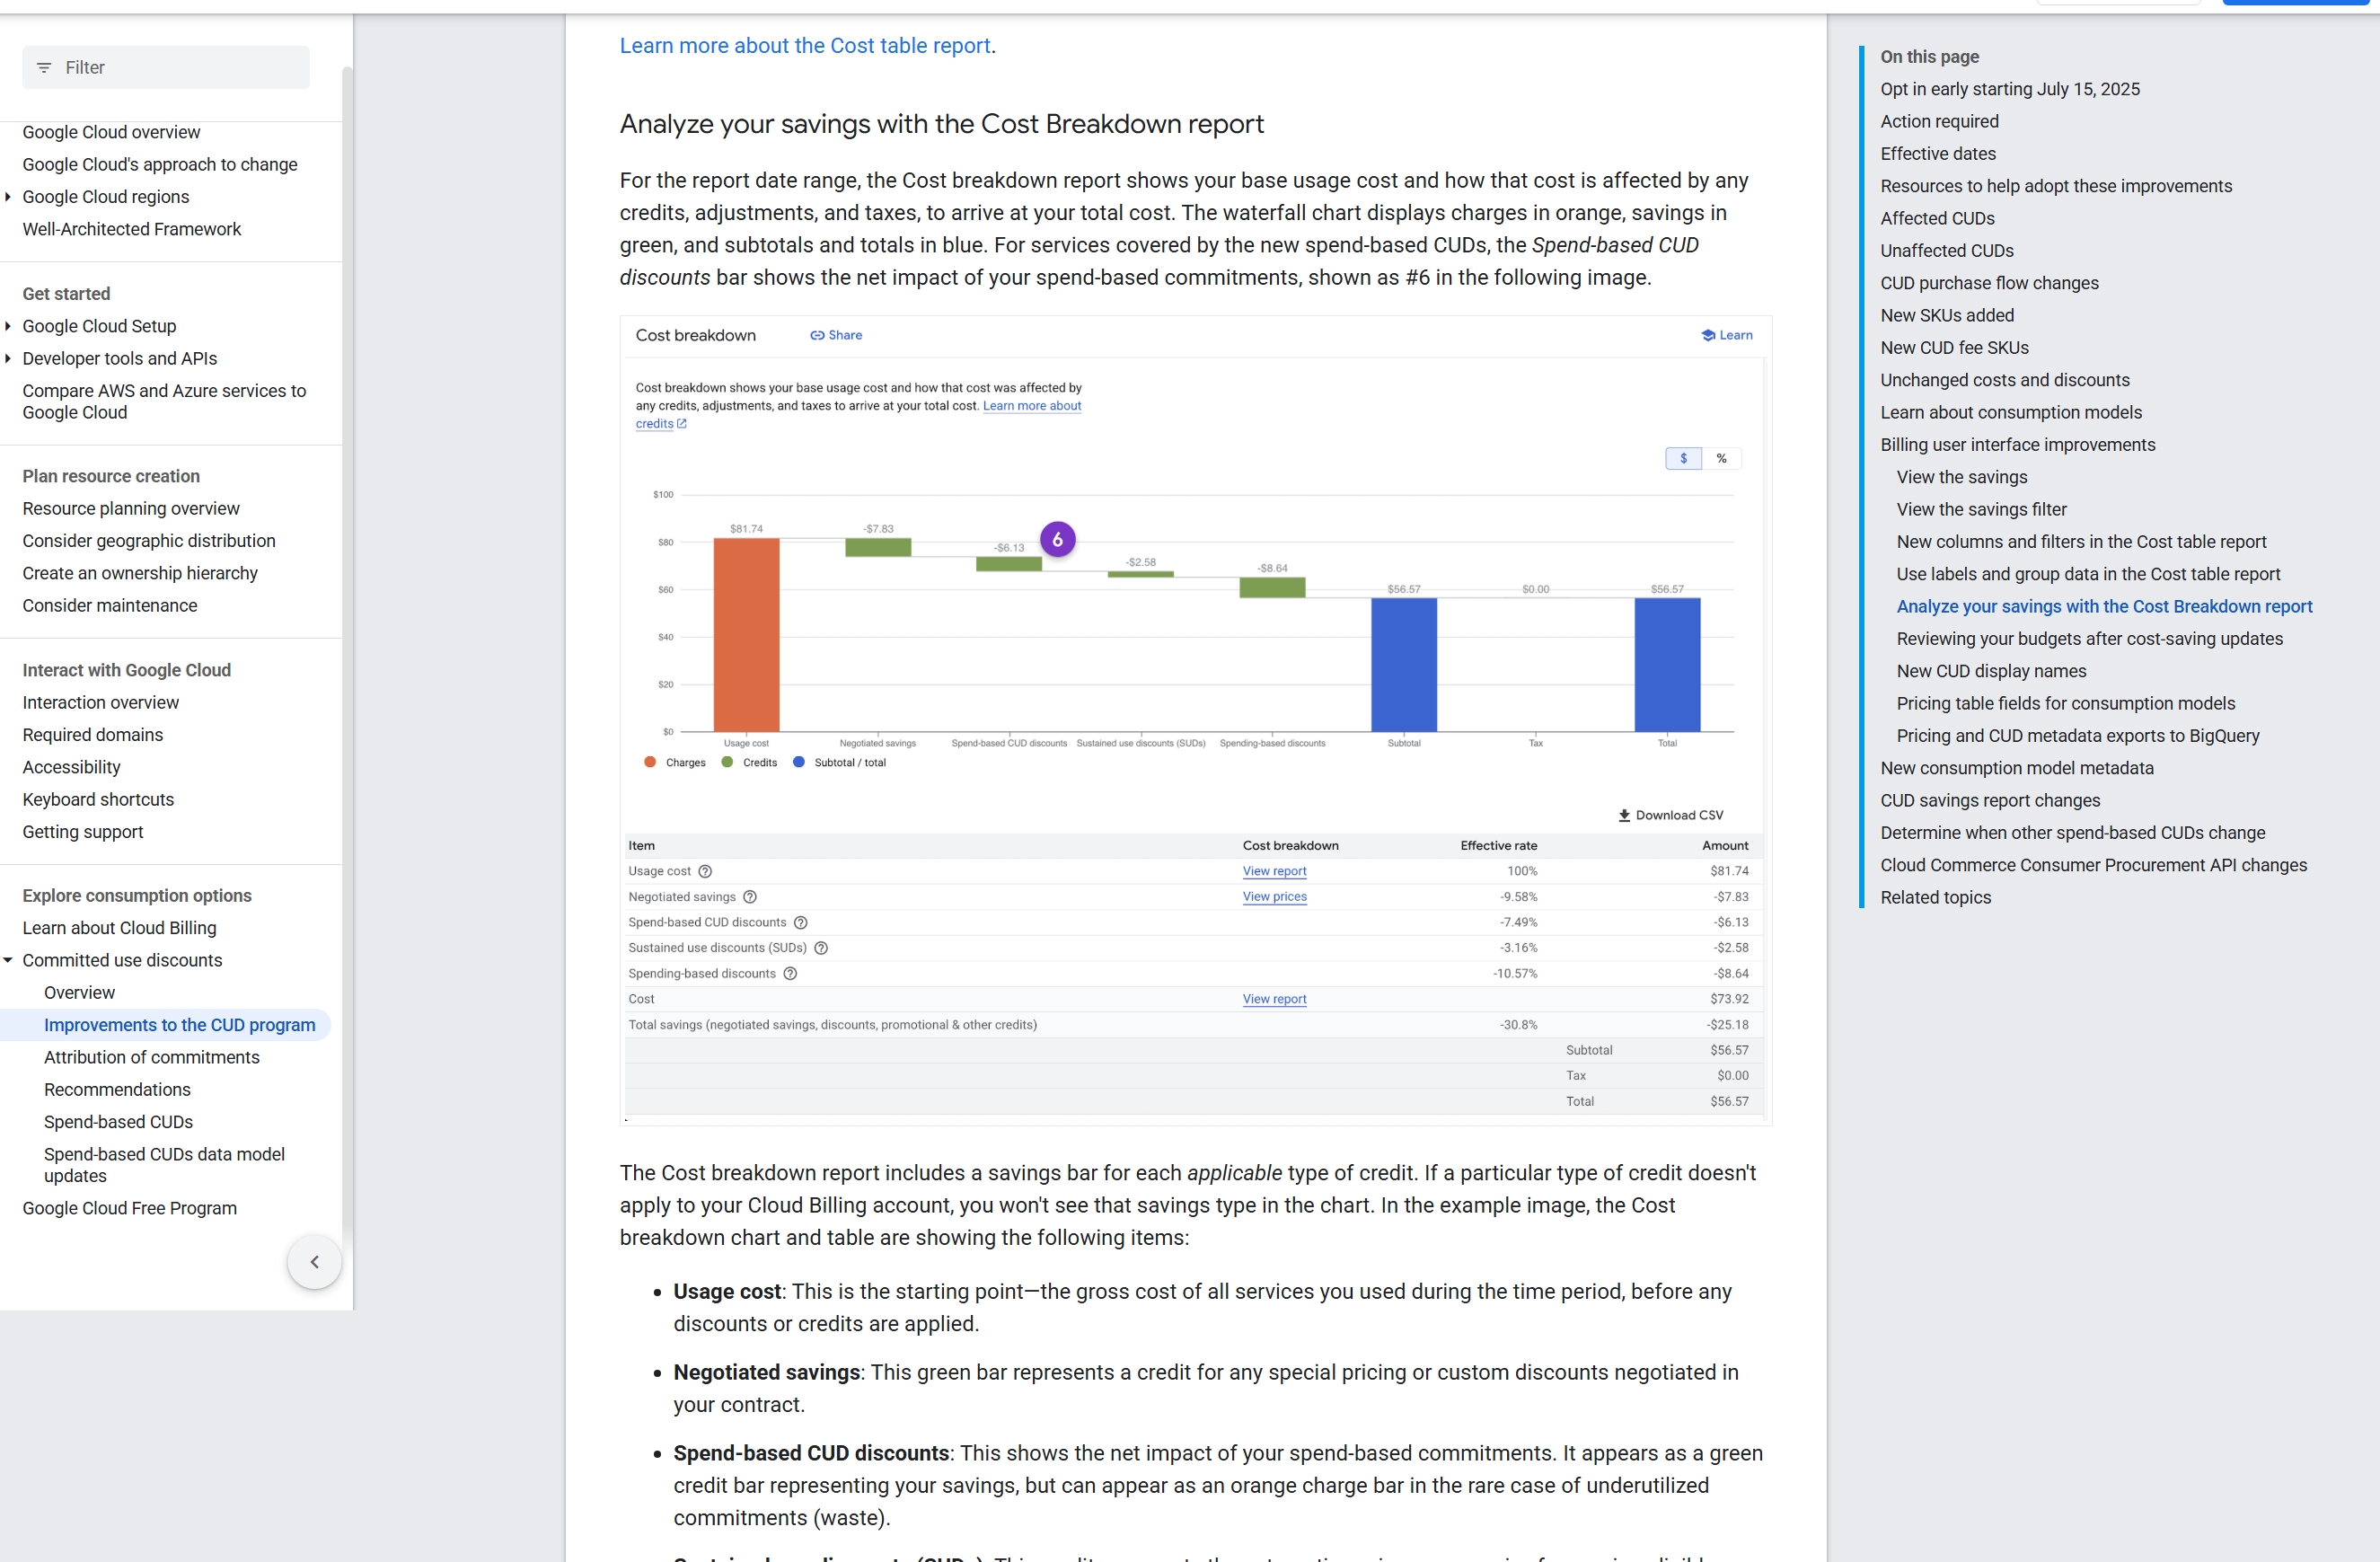 Filter
Google Cloud overview
Google Cloud's approach to change
Google Cloud regions
Well-Architected Framework
Get started
Google Cloud Setup
Developer tools and APIs
Compare AWS and Azure services to
Google Cloud
Plan resource creation
Resource planning overview
Consider geographic distribution
Create an ownership hierarchy
Consider maintenance
Interact with Google Cloud
Interaction overview
Required domains
Accessibility
Keyboard shortcuts
Getting support
Explore consumption options
Learn about Cloud Billing
Committed use discounts
Overview
Improvements to the CUD program
Attribution of commitments
Recommendations
Spend-based CUDs
Spend-based CUDs data model
updates
Google Cloud Free Program
Learn more about the Cost table report.
Analyze your savings with the Cost Breakdown report
For the report date range, the Cost breakdown report shows your base usage cost and how that cost is affected by any
credits, adjustments, and taxes, to arrive at your total cost. The waterfall chart displays charges in orange, savings in
green, and subtotals and totals in blue. For services covered by the new spend-based CUDs, the Spend-based CUD
discounts bar shows the net impact of your spend-based commitments, shown as #6 in the following image.
Cost breakdown Share Learn
Cost breakdown shows your base usage cost and how that cost was affected by
any credits, adjustments, and taxes to arrive at your total cost. Learn more about
credits
$ %
$100
$80
$60
$40
$20
$0
$81.74 -$7.83 -$6.13 6 -$2.58 -$8.64 $56.57 $0.00 $56.57
Usage cost Negotiated savings Spend-based CUD discounts Sustained use discounts (SUDs) Spending-based discounts Subtotal Tax Total
Charges Credits Subtotal / total
Download CSV
Item Cost breakdown Effective rate Amount
Usage cost View report 100% $81.74
Negotiated savings View prices -9.58% -$7.83
Spend-based CUD discounts -7.49% -$6.13
Sustained use discounts (SUDs) -3.16% -$2.58
Spending-based discounts -10.57% -$8.64
Cost View report $73.92
Total savings (negotiated savings, discounts, promotional & other credits) -30.8% -$25.18
Subtotal $56.57
Tax $0.00
Total $56.57
The Cost breakdown report includes a savings bar for each applicable type of credit. If a particular type of credit doesn't
apply to your Cloud Billing account, you won't see that savings type in the chart. In the example image, the Cost
breakdown chart and table are showing the following items:
Usage cost: This is the starting point—the gross cost of all services you used during the time period, before any
discounts or credits are applied.
Negotiated savings: This green bar represents a credit for any special pricing or custom discounts negotiated in
your contract.
Spend-based CUD discounts: This shows the net impact of your spend-based commitments. It appears as a green
credit bar representing your savings, but can appear as an orange charge bar in the rare case of underutilized
commitments (waste).
On this page
Opt in early starting July 15, 2025
Action required
Effective dates
Resources to help adopt these improvements
Affected CUDs
Unaffected CUDs
CUD purchase flow changes
New SKUs added
New CUD fee SKUs
Unchanged costs and discounts
Learn about consumption models
Billing user interface improvements
View the savings
View the savings filter
New columns and filters in the Cost table report
Use labels and group data in the Cost table report
Analyze your savings with the Cost Breakdown report
Reviewing your budgets after cost-saving updates
New CUD display names
Pricing table fields for consumption models
Pricing and CUD metadata exports to BigQuery
New consumption model metadata
CUD savings report changes
Determine when other spend-based CUDs change
Cloud Commerce Consumer Procurement API changes
Related topics